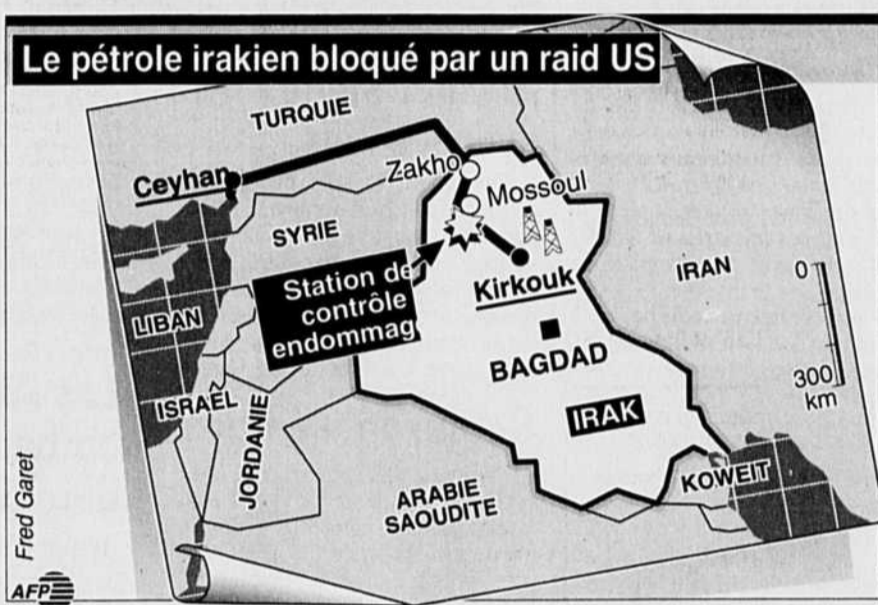 Le pétrole irakien bloqué par un raid US
TURQUIE
Ceyhan
Zakho
Mossoul
SYRIE
IRAN
Kirkouk
Station de
contrôle
endommag
LIBAN
BAGDAD
0
300
km
ISRAËL
JORDANIE
IRAK
KOWEIT
ARABIE
SAOUDITE
Fred Garet
AFP